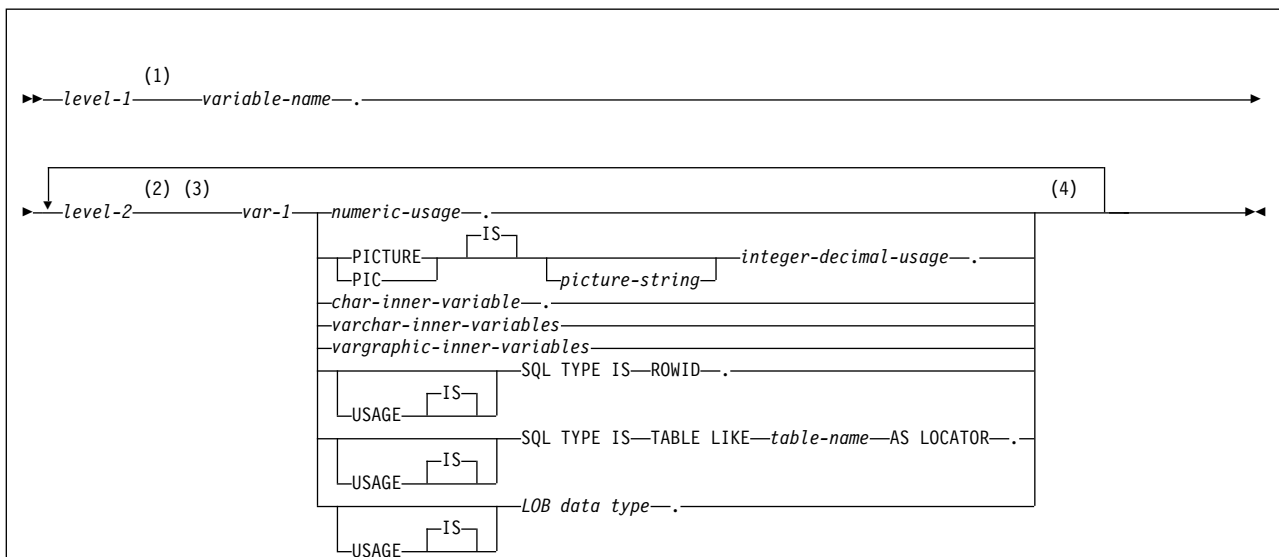 (1)
level-1 variable-name .
(2) (3) (4)
level-2 var-1 numeric-usage .
IS
PICTURE integer-decimal-usage .
PIC picture-string
char-inner-variable .
varchar-inner-variables
vargraphic-inner-variables
SQL TYPE IS ROWID .
IS
USAGE
SQL TYPE IS TABLE LIKE table-name AS LOCATOR .
IS
USAGE
LOB data type .
IS
USAGE